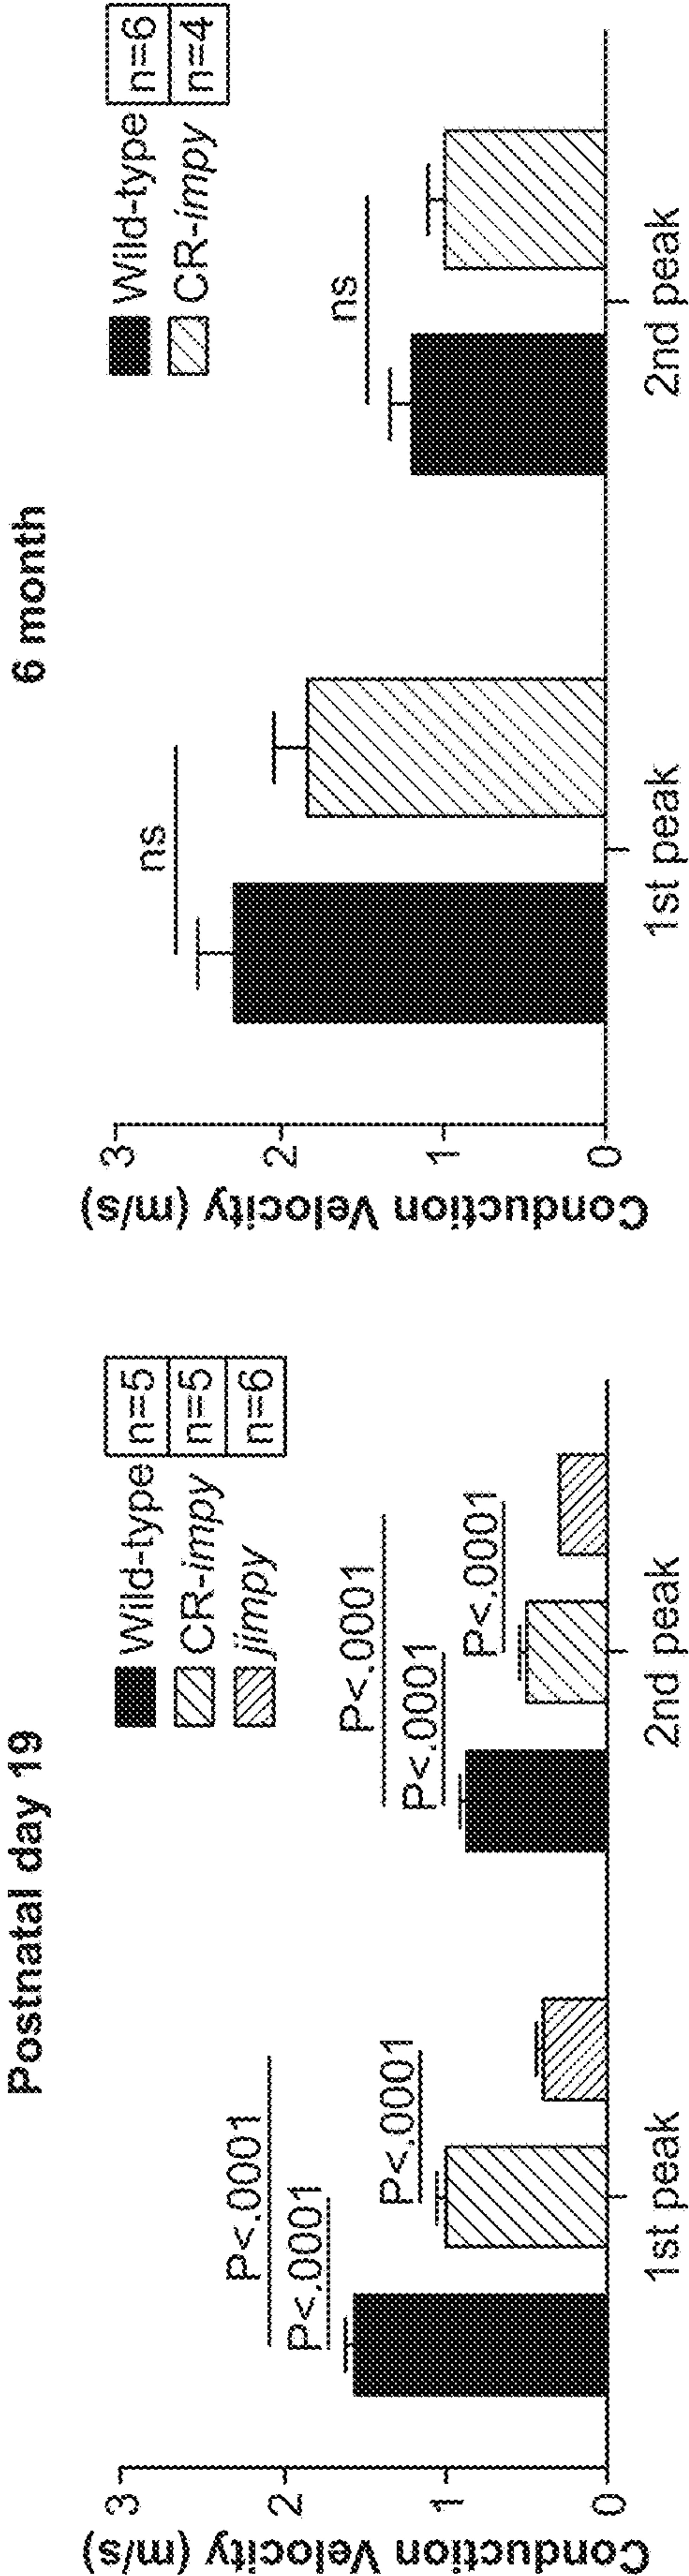 Postnatal day 19
Wild-type n=5
CR-impy n=5
jimpy n=6
Conduction Velocity (m/s)
3
2
1
0
P<.0001
P<.0001
P<.0001
P<.0001
P<.0001
P<.0001
1st peak
2nd peak
6 month
Wild-type n=6
CR-impy n=4
Conduction Velocity (m/s)
3
2
1
0
ns
ns
1st peak
2nd peak